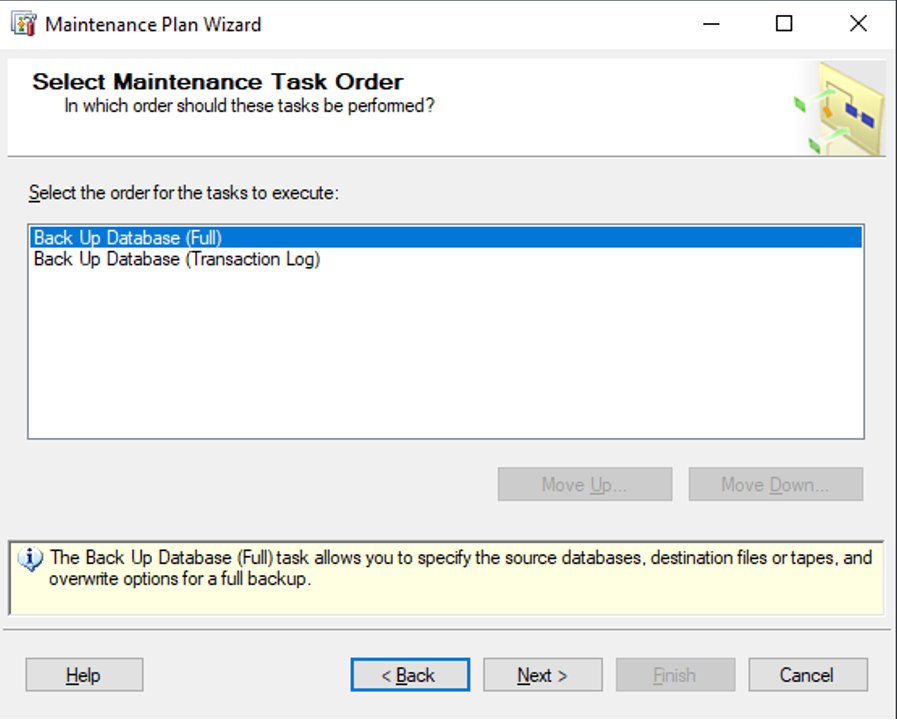 Maintenance Plan Wizard
Select Maintenance Task Order
In which order should these tasks be performed?
Select the order for the tasks to execute:
Back Up Database (Full)
Back Up Database (Transaction Log)
Move Up...
Move Down...
The Back Up Database (Full) task allows you to specify the source databases, destination files or tapes, and
overwrite options for a full backup.
Help
< Back
Next >
Finish
Cancel